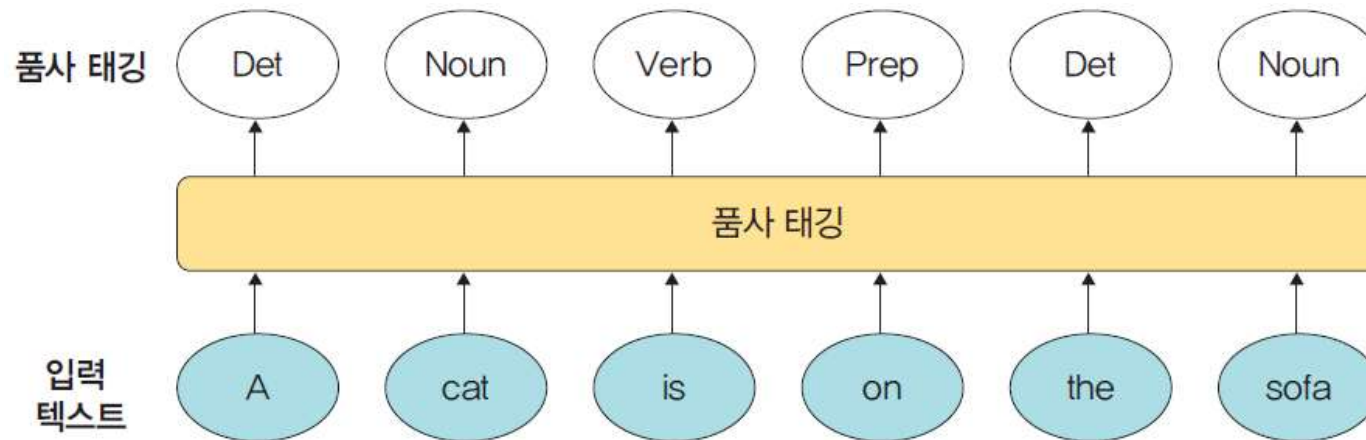 품사 태깅 Det Noun Verb Prep Det Noun
품사 태깅
입력
텍스트
A cat is on the sofa